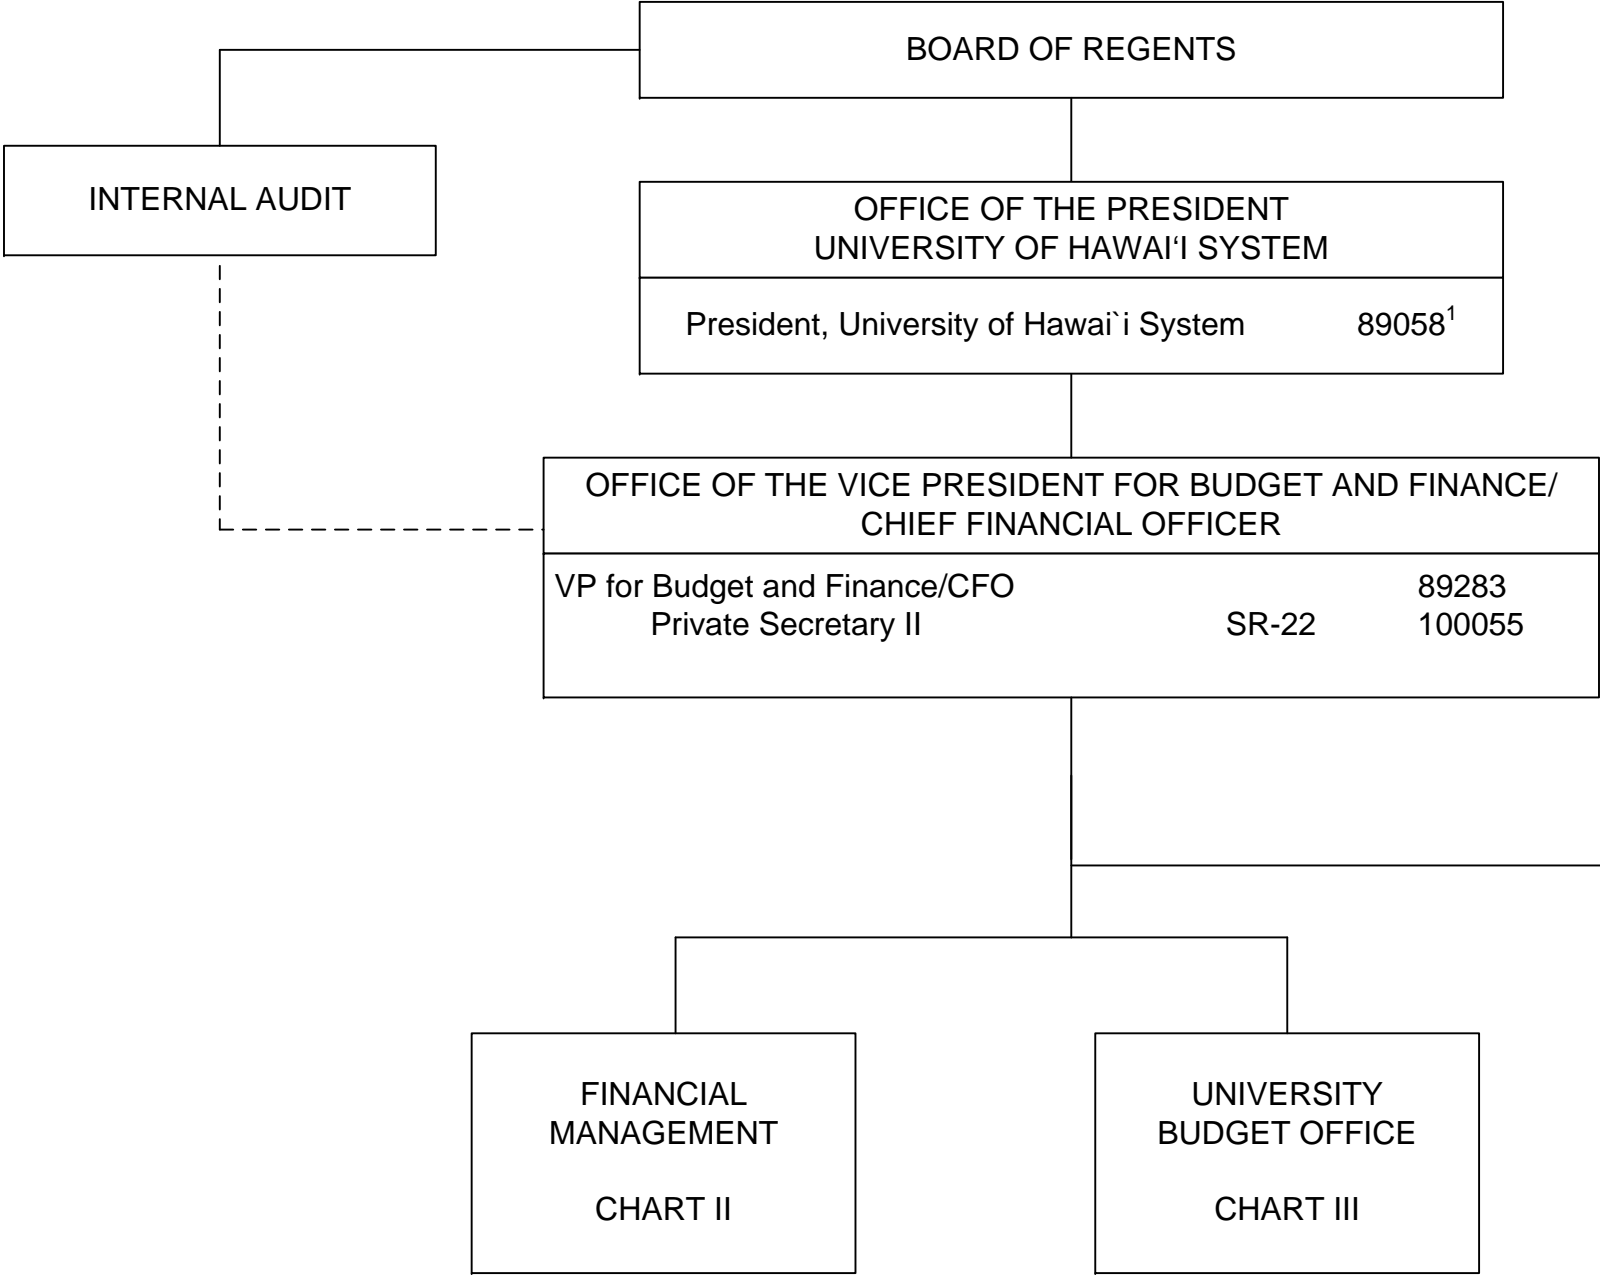 BOARD OF REGENTS
INTERNAL AUDIT
OFFICE OF THE PRESIDENT
UNIVERSITY OF HAWAI‘I SYSTEM
President, University of Hawai`i System 89058¹
OFFICE OF THE VICE PRESIDENT FOR BUDGET AND FINANCE/
CHIEF FINANCIAL OFFICER
VP for Budget and Finance/CFO 89283
Private Secretary II SR-22 100055
FINANCIAL
MANAGEMENT
CHART II
UNIVERSITY
BUDGET OFFICE
CHART III